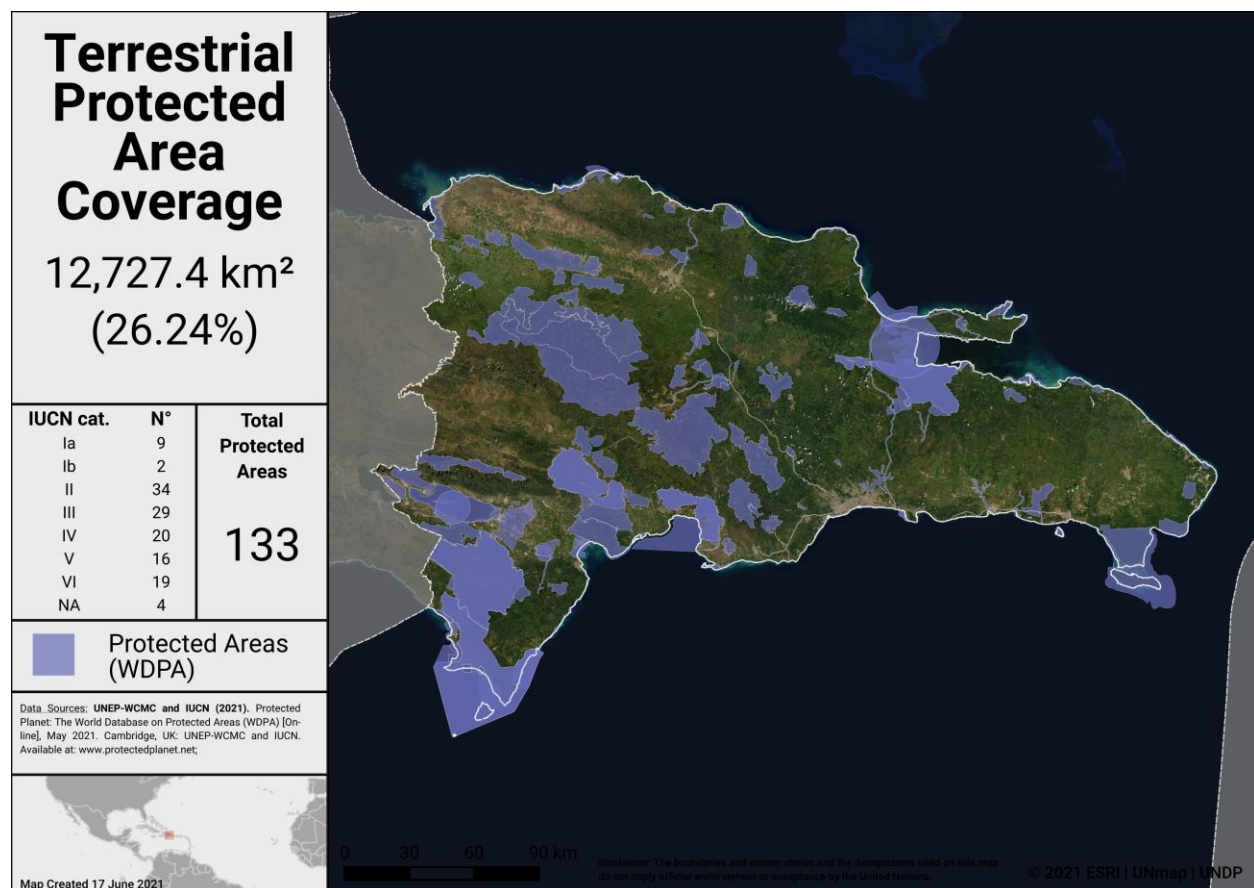 Terrestrial
Protected
Area
Coverage
12,727.4 km²
(26.24%)
IUCN cat. N°
Ia 9
Ib 2
II 34
III 29
IV 20
V 16
VI 19
NA 4
Total
Protected
Areas
133
Protected Areas
(WDPA)
Data Sources: UNEP-WCMC and IUCN (2021). Protected
Planet: The World Database on Protected Areas (WDPA) [On-
line], May 2021. Cambridge, UK: UNEP-WCMC and IUCN.
Available at: www.protectedplanet.net;
Map Created 17 June 2021
0 30 60 90 km
Disclaimer: The boundaries and names shown and the designations used on this map
do not imply official endorsement or acceptance by the United Nations.
© 2021 ESRI | UNmap | UNDP